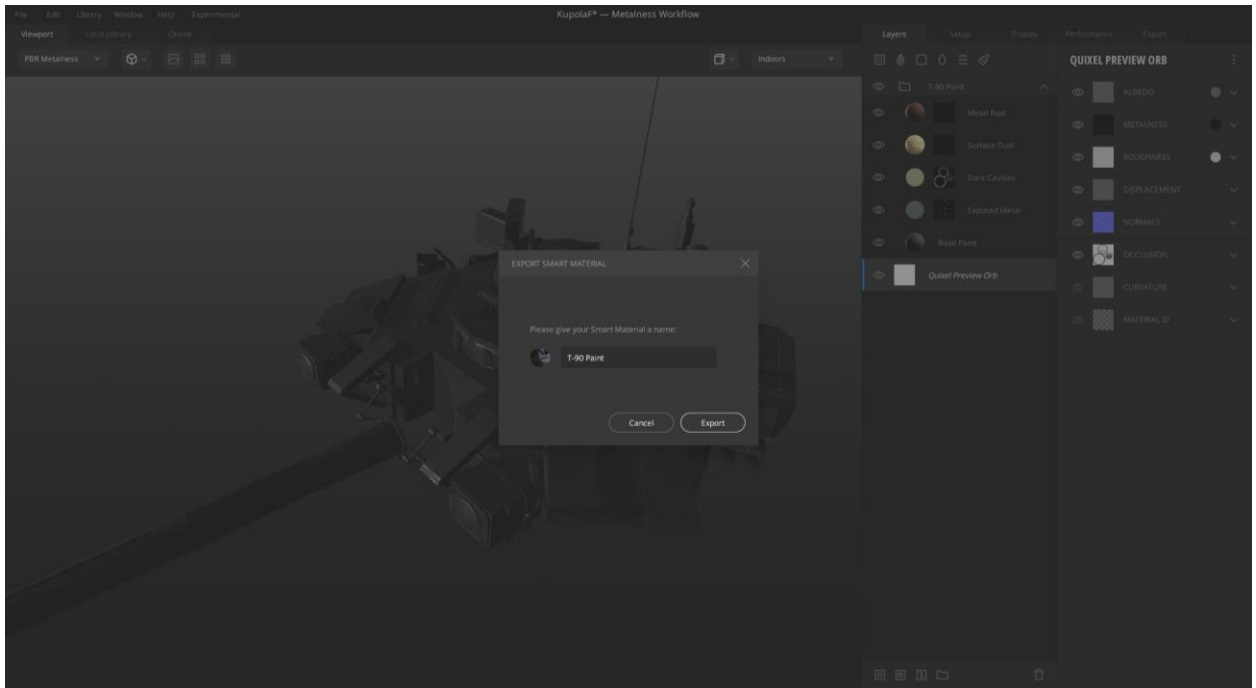 File Edit Library Window Help Experimental
KupolaF* — Metalness Workflow
Viewport Local Library Online
Layers Setup Display Performance Export
PBR Metalness
Indoors
QUIXEL PREVIEW ORB
T-90 Paint
Metal Rust
Surface Dust
Dark Cavities
Exposed Metal
Base Paint
Quixel Preview Orb
ALBEDO
METALNESS
ROUGHNESS
DISPLACEMENT
NORMALS
OCCLUSION
CURVATURE
MATERIAL ID
EXPORT SMART MATERIAL
Please give your Smart Material a name:
T-90 Paint
Cancel Export